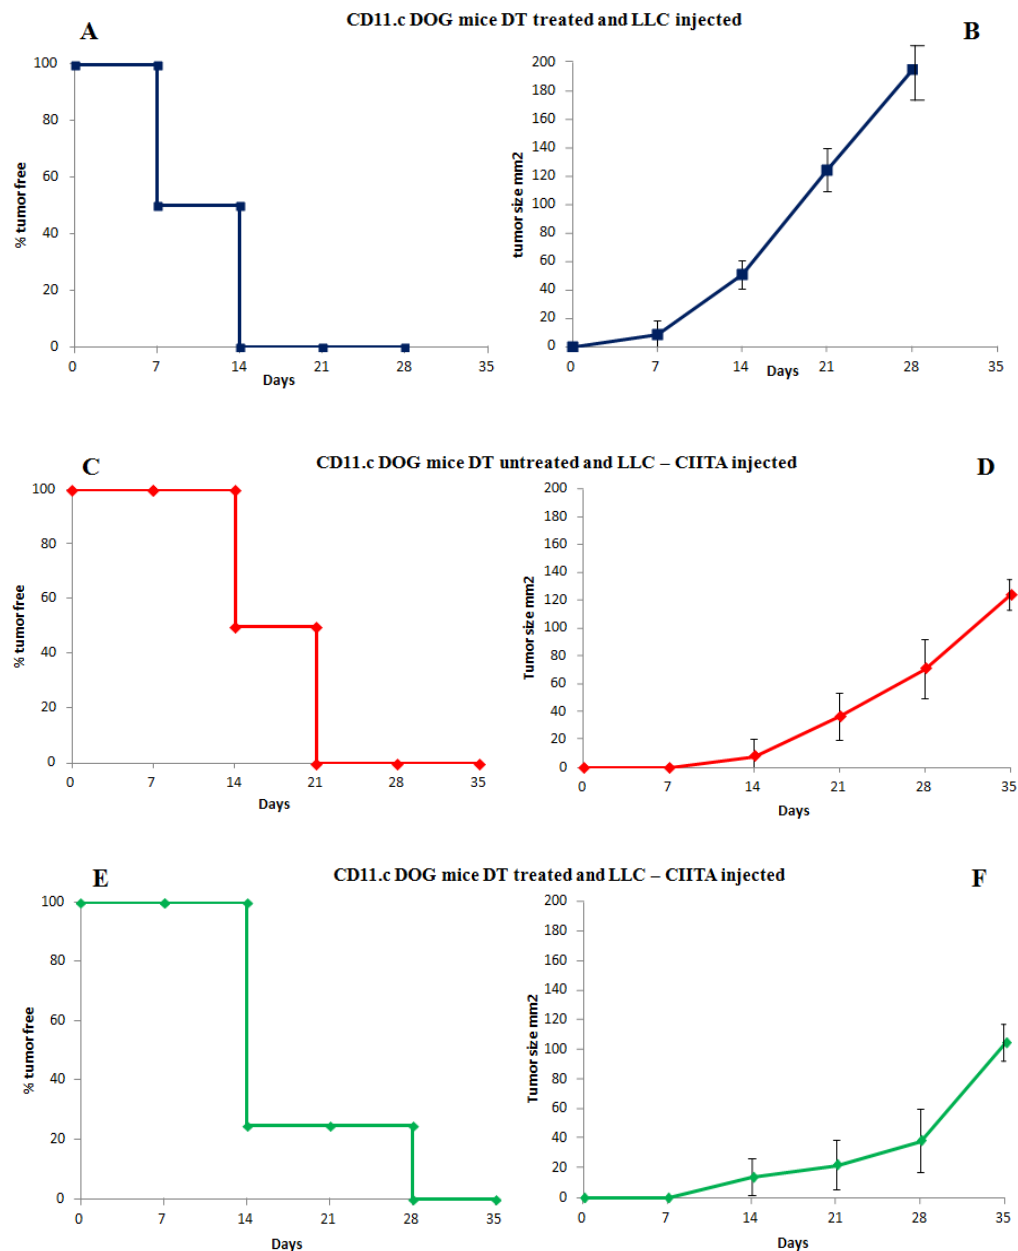 CD11.c DOG mice DT treated and LLC injected
A
B
100
80
60
40
20
0
% tumor free
0 7 14 21 28 35
Days
200
180
160
140
120
100
80
60
40
20
0
tumor size mm2
0 7 14 21 28 35
Days
CD11.c DOG mice DT untreated and LLC – CIITA injected
C
D
100
80
60
40
20
0
% tumor free
0 7 14 21 28 35
Days
200
180
160
140
120
100
80
60
40
20
0
Tumor size mm2
0 7 14 21 28 35
Days
CD11.c DOG mice DT treated and LLC – CIITA injected
E
F
100
80
60
40
20
0
% tumor free
0 7 14 21 28 35
Days
200
180
160
140
120
100
80
60
40
20
0
Tumor size mm2
0 7 14 21 28 35
Days